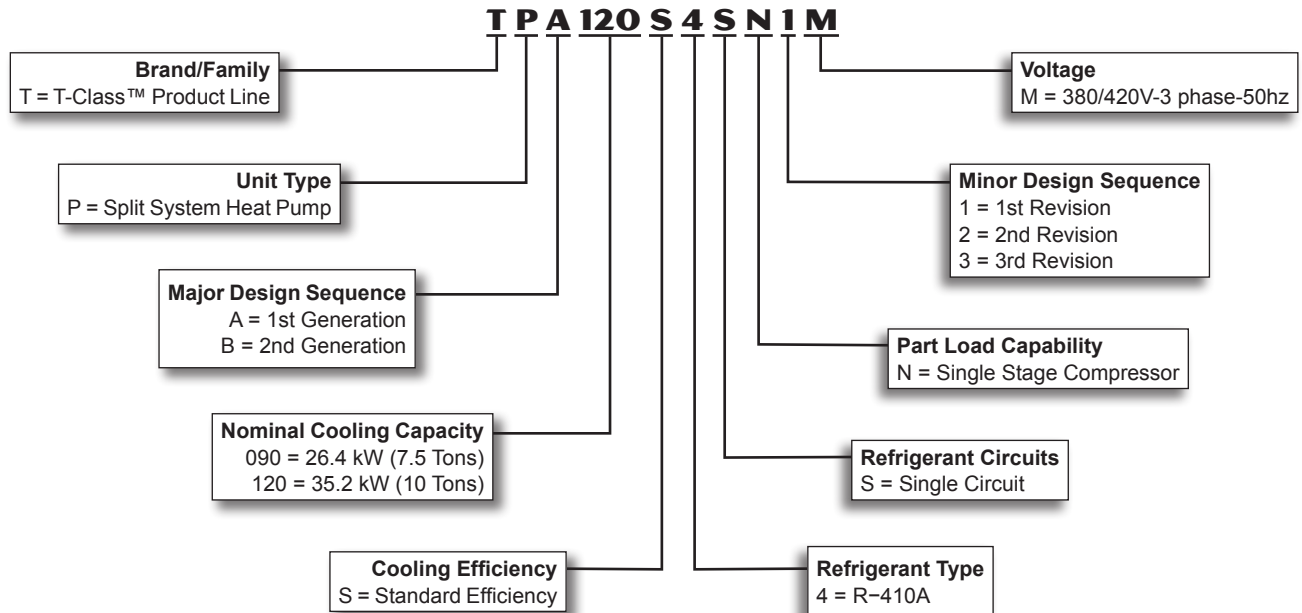 T P A 120 S 4 S N 1 M
Brand/Family
T = T-Class™ Product Line
Unit Type
P = Split System Heat Pump
Major Design Sequence
A = 1st Generation
B = 2nd Generation
Nominal Cooling Capacity
090 = 26.4 kW (7.5 Tons)
120 = 35.2 kW (10 Tons)
Cooling Efficiency
S = Standard Efficiency
Voltage
M = 380/420V-3 phase-50hz
Minor Design Sequence
1 = 1st Revision
2 = 2nd Revision
3 = 3rd Revision
Part Load Capability
N = Single Stage Compressor
Refrigerant Circuits
S = Single Circuit
Refrigerant Type
4 = R−410A